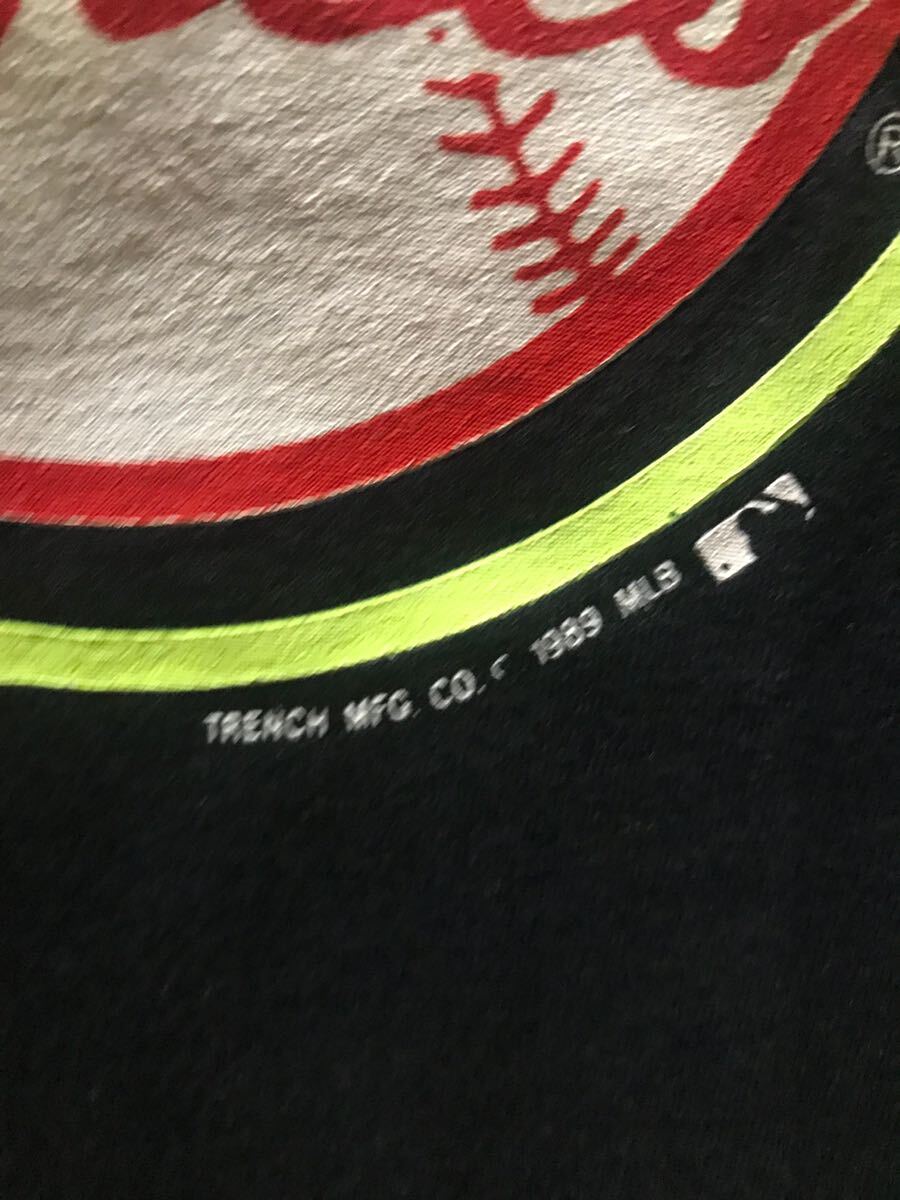 ®
TRENCH MFG. CO. © 1989 MLB